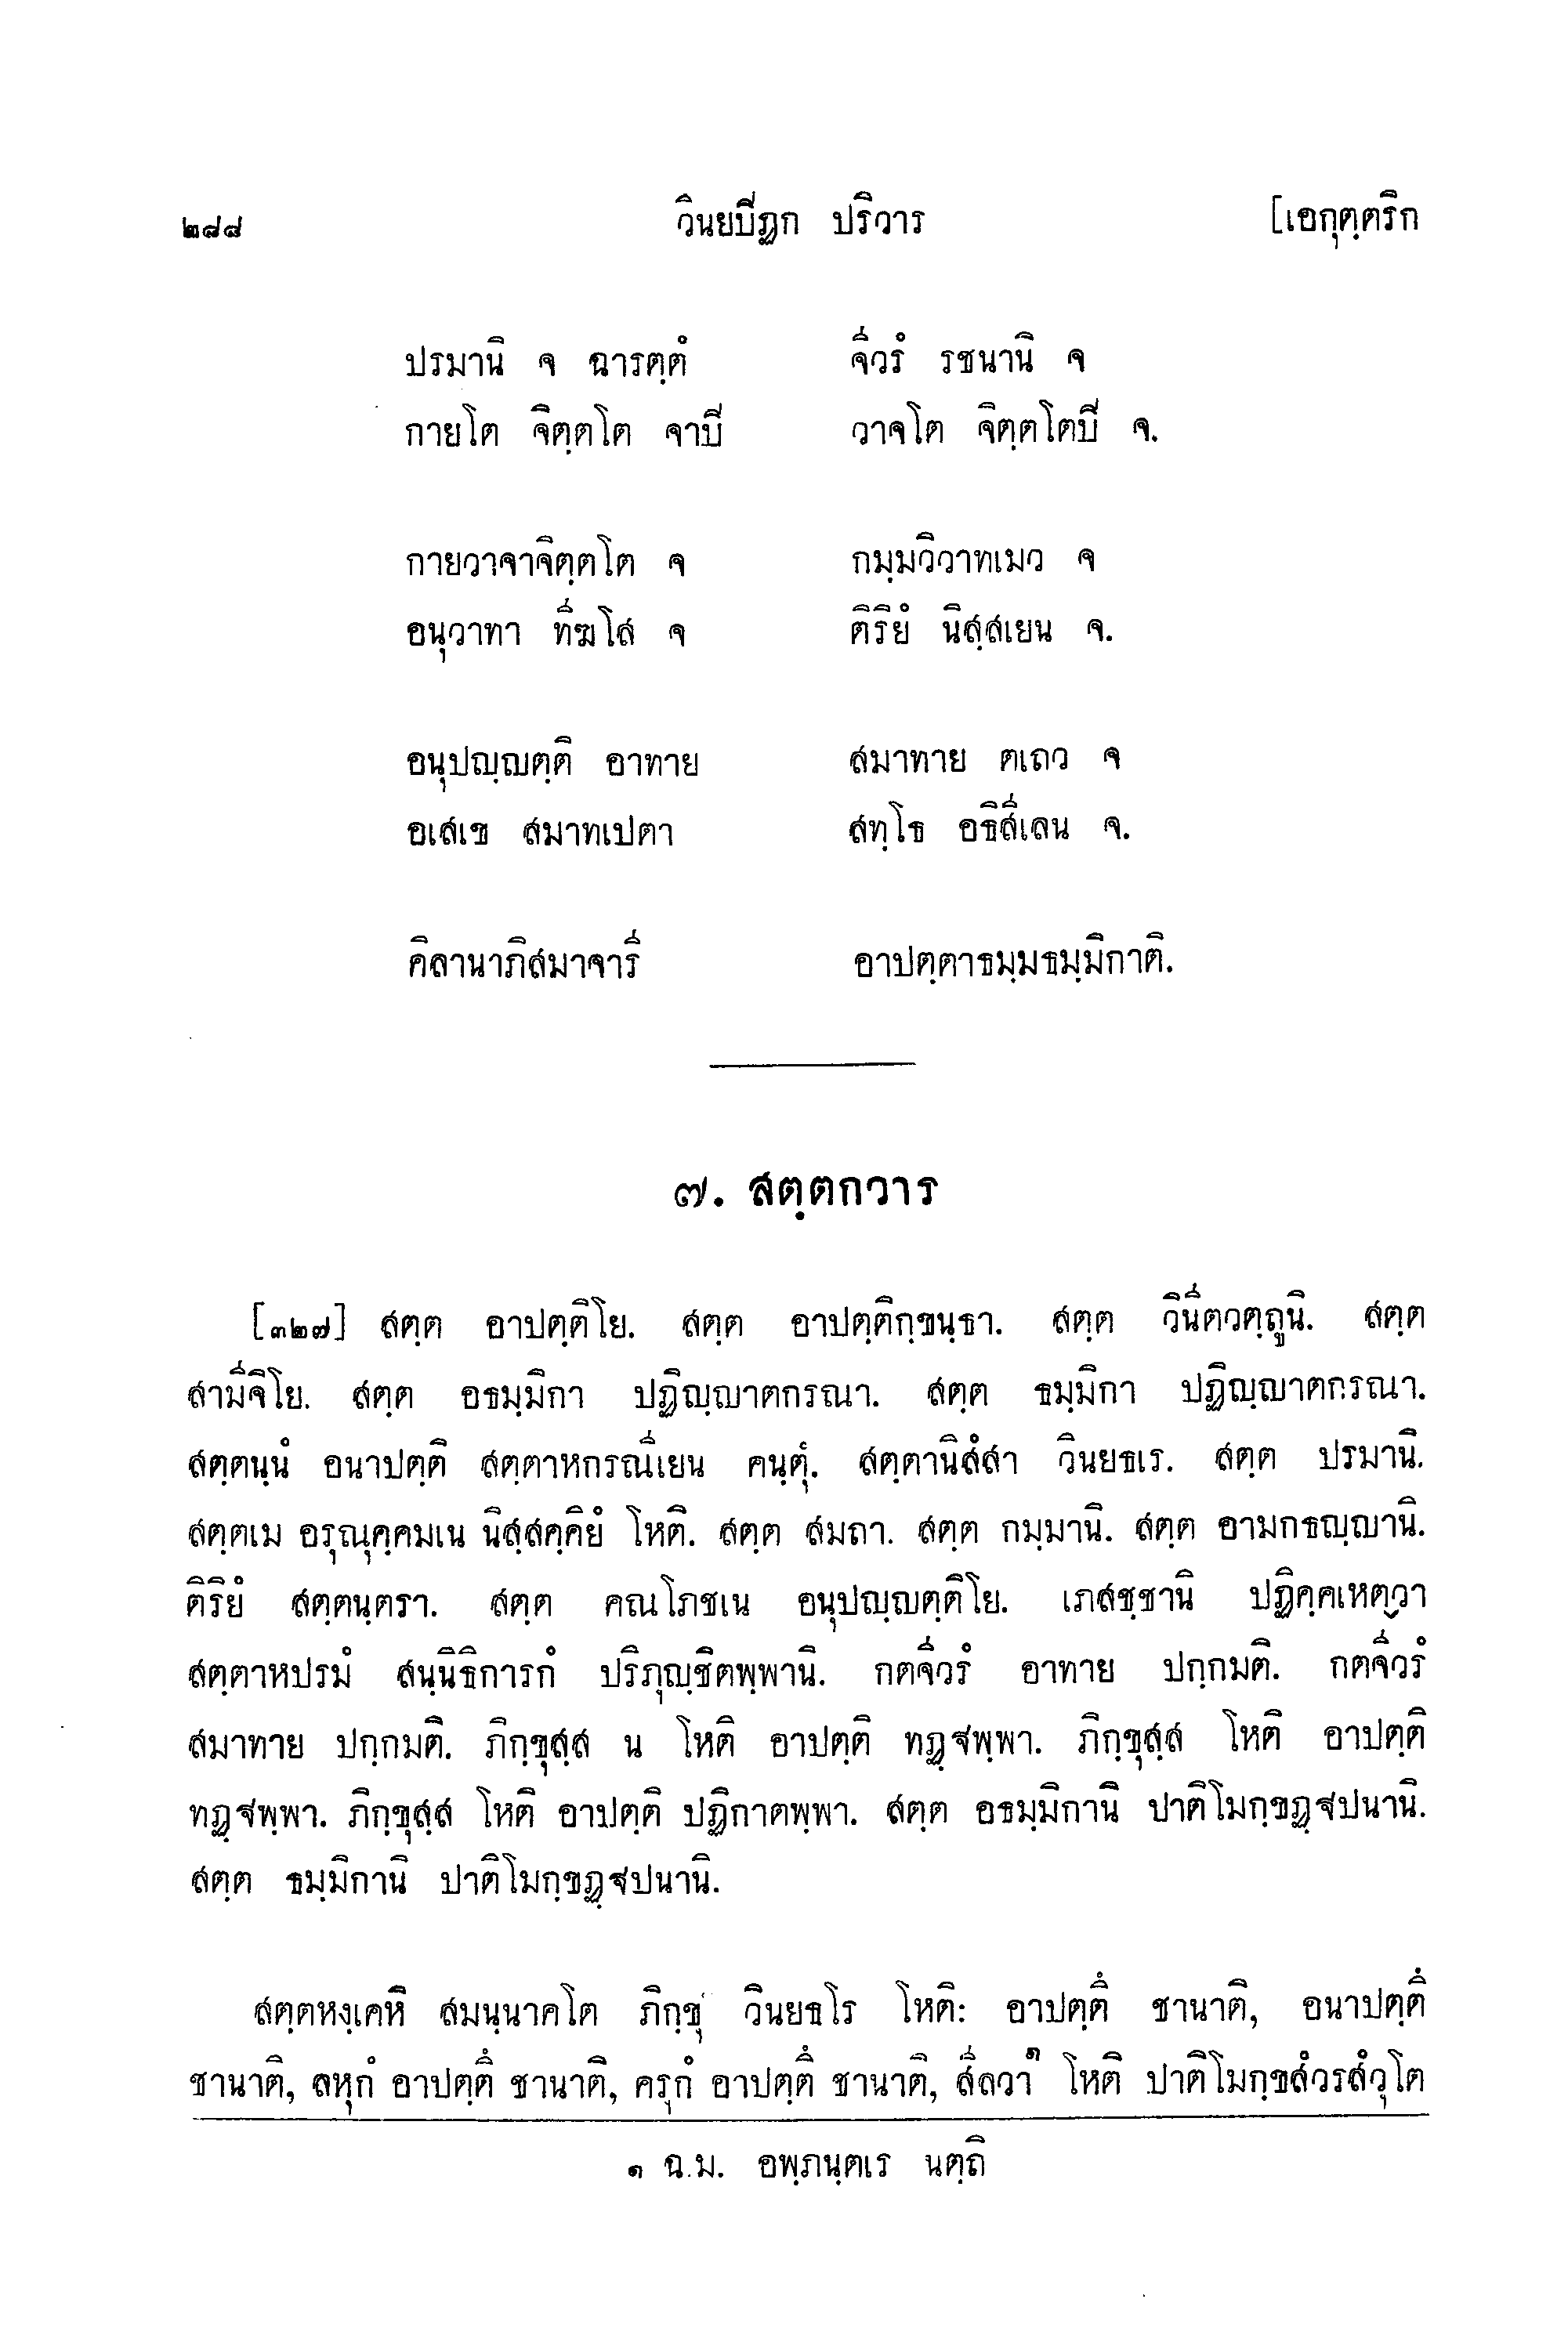 ๒๘๘ วินยปิฏก ปริวาร [เอกุตฺตริก
ปรมานิ จ ฉารตฺตํ จีวรํ รชนานิ จ
กายโต จิตฺตโต จาปิ วาจโต จิตฺตโตปิ จ.
กายวาจาจิตฺตโต จ กมฺมวิวาทเมว จ
อนุวาทา ทีฆโส จ ติริยํ นิสฺสเยน จ.
อนุปญฺญตฺติ อาทาย สมาทาย ตเถว จ
อเสเข สมาทเปตา สทฺโธ อธิสีเลน จ.
คิลานาภิสมาจารี อาปตฺตาธมฺมธมฺมิกาติ.
๗. สตฺตกวาร
[๓๒๗] สตฺต อาปตฺติโย. สตฺต อาปตฺติกฺขนฺธา. สตฺต วินีตวตฺถูนิ. สตฺต
สามีจิโย. สตฺต อธมฺมิกา ปฏิญฺญาตกรณา. สตฺต ธมฺมิกา ปฏิญฺญาตกรณา.
สตฺตนฺนํ อนาปตฺติ สตฺตาหกรณีเยน คนฺตุํ. สตฺตานิสํสา วินยธเร. สตฺต ปรมานิ.
สตฺตเม อรุณุคฺคมเน นิสฺสคฺคิยํ โหติ. สตฺต สมถา. สตฺต กมฺมานิ. สตฺต อามกธญฺญานิ.
ติริยํ สตฺตนฺตรา. สตฺต คณโภชเน อนุปญฺญตฺติโย. เภสชฺชานิ ปฏิคฺคเหตฺวา
สตฺตาหปรมํ สนฺนิธิการกํ ปริภุญฺชิตพฺพานิ. กตจีวรํ อาทาย ปกฺกมติ. กตจีวรํ
สมาทาย ปกฺกมติ. ภิกฺขุสฺส น โหติ อาปตฺติ ทฏฺฐพฺพา. ภิกฺขุสฺส โหติ อาปตฺติ
ทฏฺฐพฺพา. ภิกฺขุสฺส โหติ อาปตฺติ ปฏิกาตพฺพา. สตฺต อธมฺมิกานิ ปาติโมกฺขฏฺฐปนานิ.
สตฺต ธมฺมิกานิ ปาติโมกฺขฏฺฐปนานิ.
สตฺตหงฺเคหิ สมนฺนาคโต ภิกฺขุ วินยธโร โหติ: อาปตฺตึ ชานาติ, อนาปตฺตึ
ชานาติ, ลหุกํ อาปตฺตึ ชานาติ, ครุกํ อาปตฺตึ ชานาติ, สีลวา๑ โหติ ปาติโมกฺขสํวรสํวุโต
๑ ฉ.ม. อพฺภนฺตเร นตฺถิ